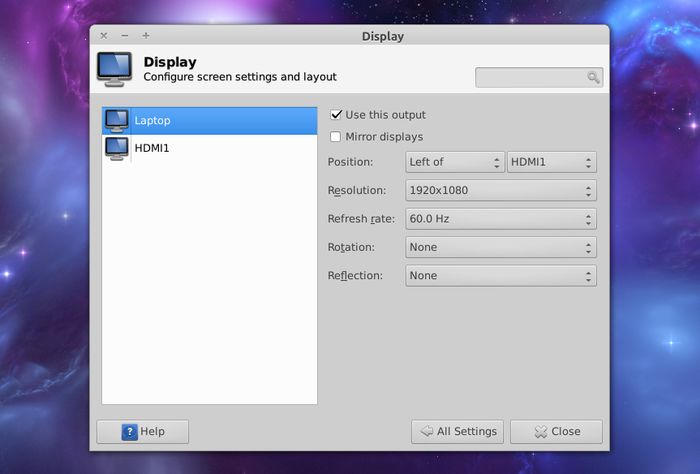 Display
Display
Configure screen settings and layout
Laptop
HDMI1
Use this output
Mirror displays
Position: Left of HDMI1
Resolution: 1920x1080
Refresh rate: 60.0 Hz
Rotation: None
Reflection: None
? Help
All Settings
Close